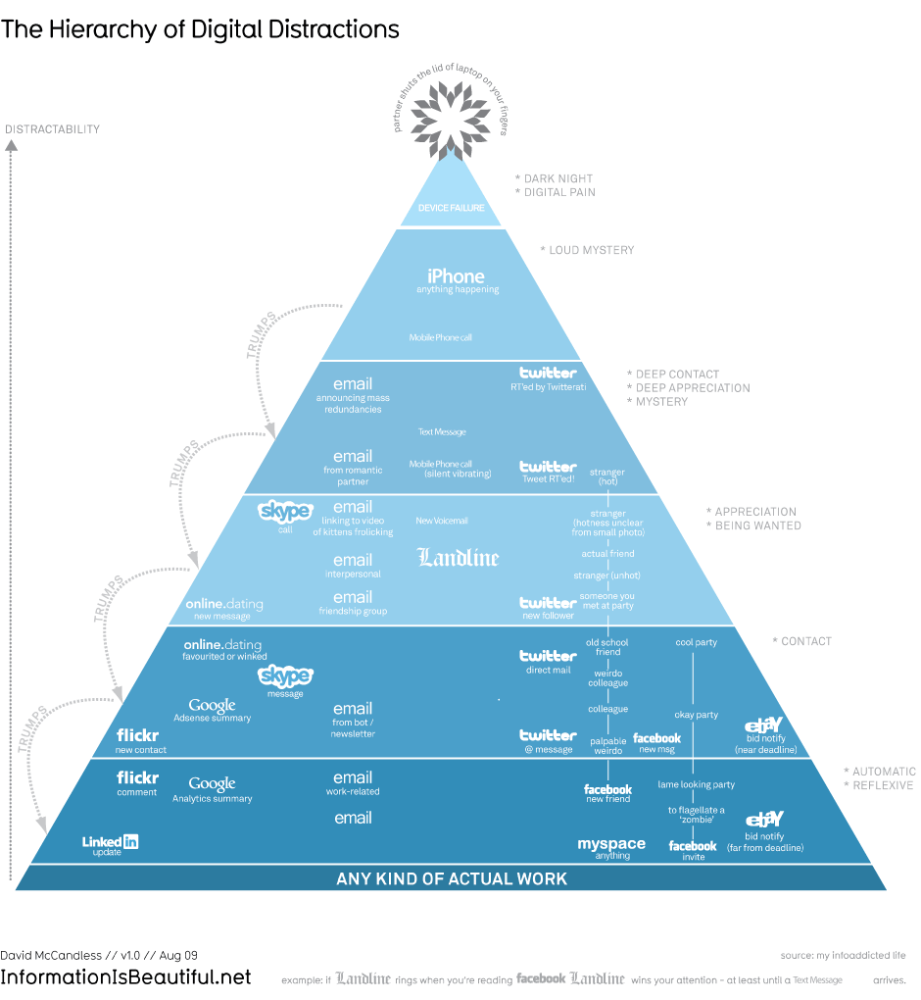 The Hierarchy of Digital Distractions
partner shuts the lid of laptop on your fingers
DISTRACTABILITY
* DARK NIGHT
* DIGITAL PAIN
DEVICE FAILURE
* LOUD MYSTERY
iPhone
anything happening
Mobile Phone call
TRUMPS
* DEEP CONTACT
* DEEP APPRECIATION
* MYSTERY
email
announcing mass
redundancies
twitter
RT'ed by Twitterati
Text Message
email
from romantic
partner
Mobile Phone call
(silent vibrating)
twitter
Tweet RT'ed!
stranger
(hot)
TRUMPS
* APPRECIATION
* BEING WANTED
skype
call
email
linking to video
of kittens frolicking
New Voicemail
stranger
(hotness unclear
from small photo)
Landline
actual friend
email
interpersonal
stranger (unhot)
online.dating
new message
email
friendship group
twitter
new follower
someone you
met at party
TRUMPS
* CONTACT
online.dating
favourited or winked
skype
message
twitter
direct mail
old school
friend
cool party
weirdo
colleague
Google
Adsense summary
email
from bot /
newsletter
colleague
okay party
flickr
new contact
twitter
@ message
palpable
weirdo
facebook
new msg
ebay
bid notify
(near deadline)
TRUMPS
* AUTOMATIC
* REFLEXIVE
flickr
comment
Google
Analytics summary
email
work-related
facebook
new friend
lame looking party
email
to flagellate a
'zombie'
ebay
bid notify
(far from deadline)
Linked in
update
myspace
anything
facebook
invite
ANY KIND OF ACTUAL WORK
David McCandless // v1.0 // Aug 09
source: my infoaddicted life
InformationIsBeautiful.net
example: if Landline rings when you're reading facebook Landline wins your attention - at least until a Text Message arrives.